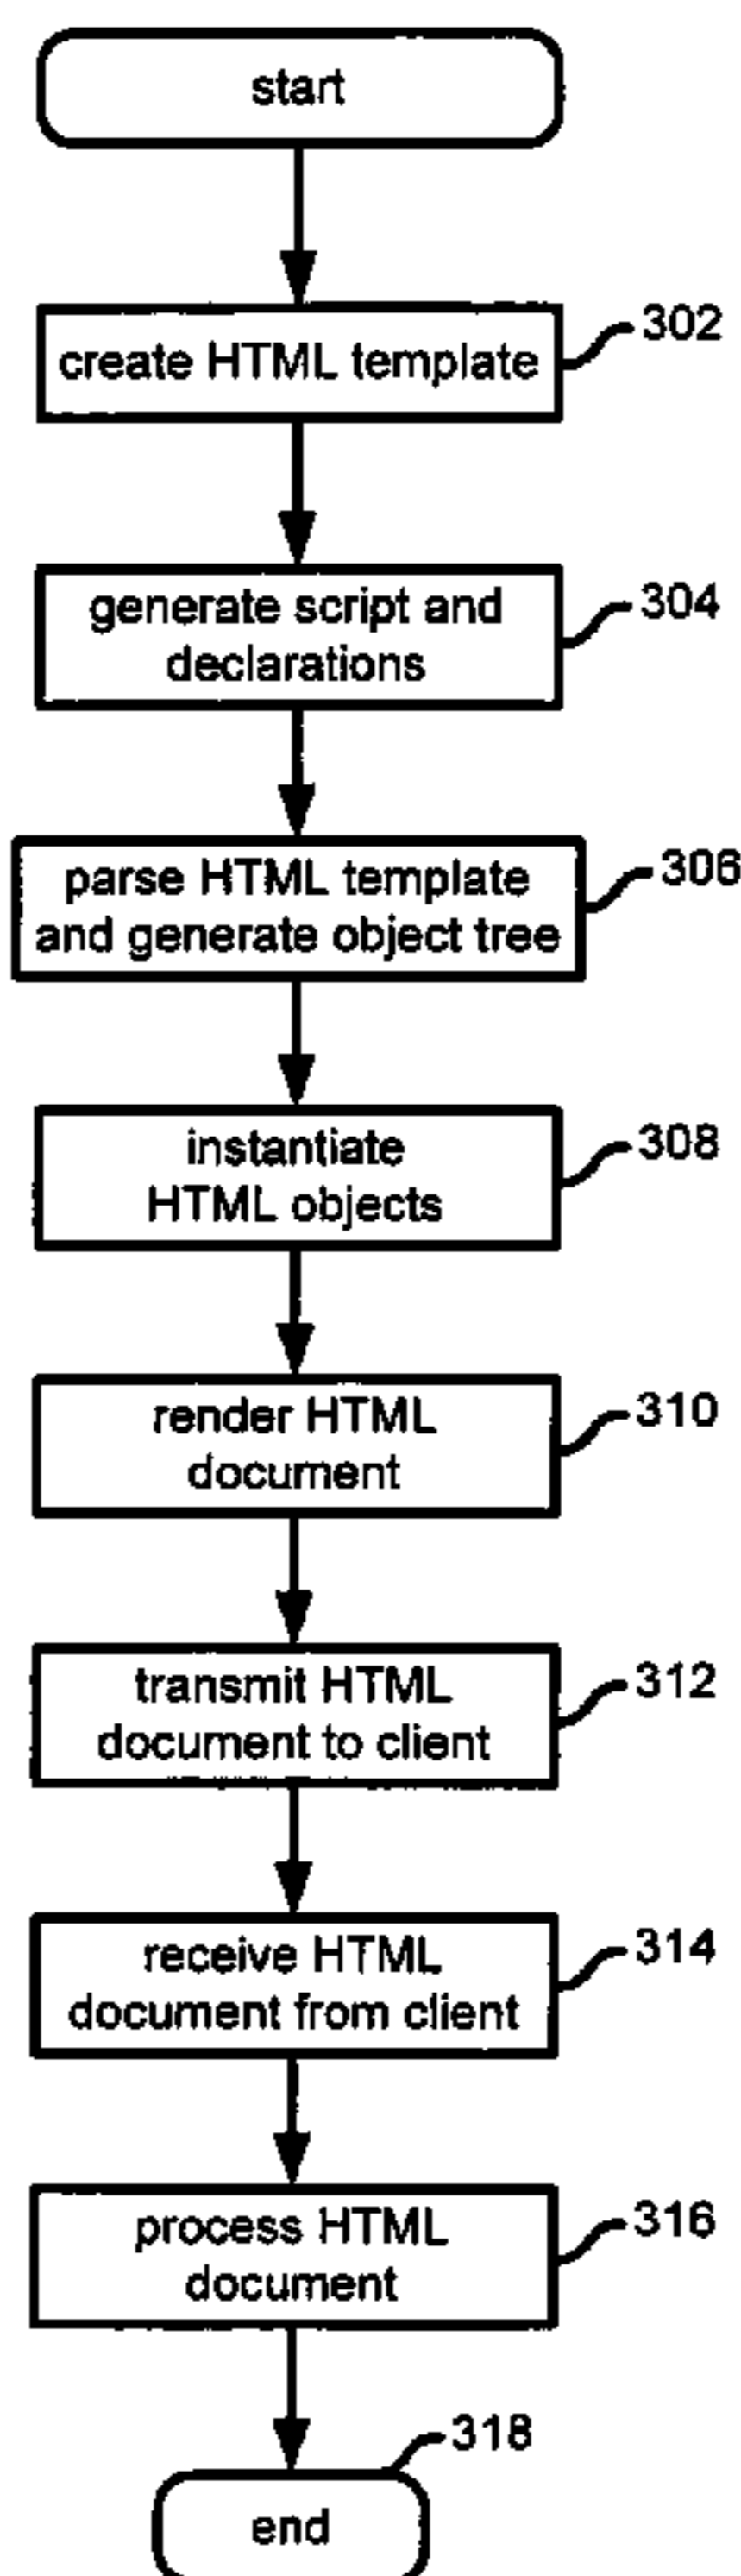 start
302
create HTML template
304
generate script and
declarations
306
parse HTML template
and generate object tree
308
instantiate
HTML objects
310
render HTML
document
312
transmit HTML
document to client
314
receive HTML
document from client
316
process HTML
document
318
end